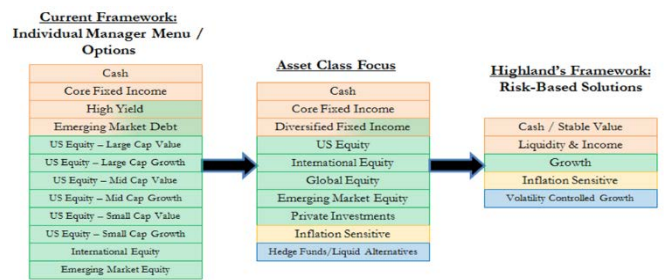 Current Framework:
Individual Manager Menu /
Options
Cash
Core Fixed Income
High Yield
Emerging Market Debt
US Equity – Large Cap Value
US Equity – Large Cap Growth
US Equity – Mid Cap Value
US Equity – Mid Cap Growth
US Equity – Small Cap Value
US Equity – Small Cap Growth
International Equity
Emerging Market Equity
Asset Class Focus
Cash
Core Fixed Income
Diversified Fixed Income
US Equity
International Equity
Global Equity
Emerging Market Equity
Private Investments
Inflation Sensitive
Hedge Funds/Liquid Alternatives
Highland's Framework:
Risk-Based Solutions
Cash / Stable Value
Liquidity & Income
Growth
Inflation Sensitive
Volatility Controlled Growth